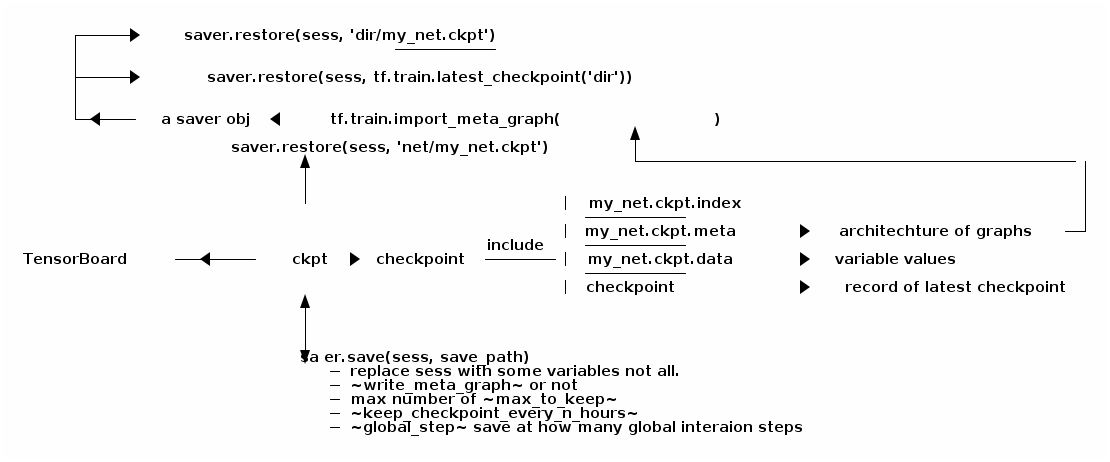 saver.restore(sess, 'dir/my_net.ckpt')
saver.restore(sess, tf.train.latest_checkpoint('dir'))
a saver obj tf.train.import_meta_graph( )
saver.restore(sess, 'net/my_net.ckpt')
| my_net.ckpt.index
| my_net.ckpt.meta architechture of graphs
include
TensorBoard ckpt checkpoint | my_net.ckpt.data variable values
| checkpoint record of latest checkpoint
sa er.save(sess, save_path)
— replace sess with some variables not all.
— ~write_meta_graph~ or not
— max number of ~max_to_keep~
— ~keep_checkpoint_every_n_hours~
— ~global_step~ save at how many global interaion steps